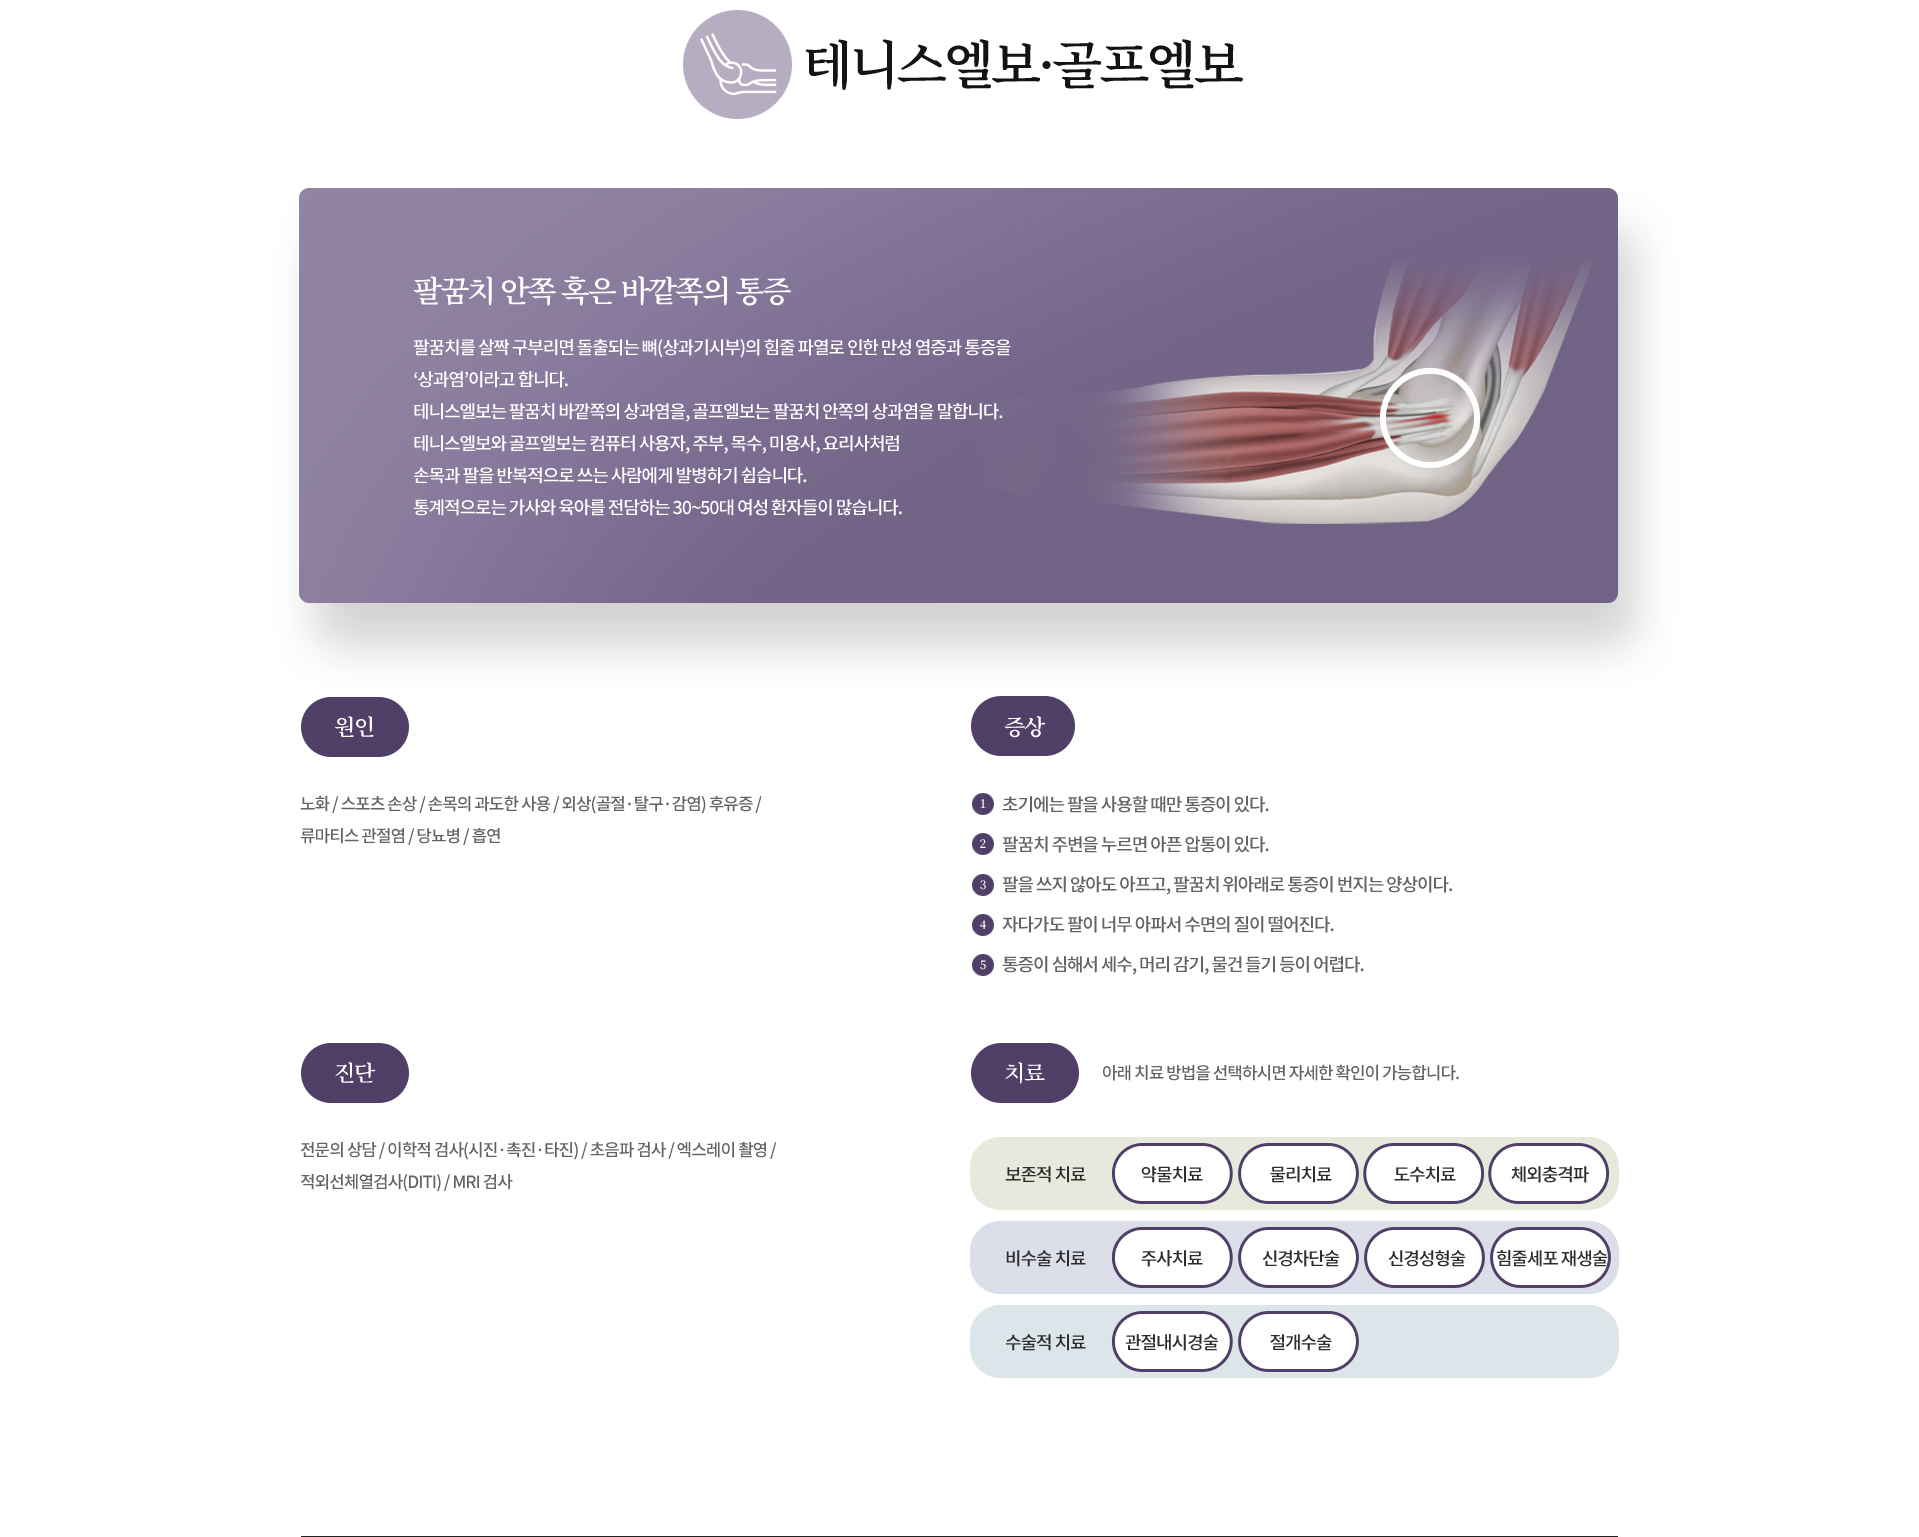 테니스엘보·골프엘보
팔꿈치 안쪽 혹은 바깥쪽의 통증
팔꿈치를 살짝 구부리면 돌출되는 뼈(상과기시부)의 힘줄 파열로 인한 만성 염증과 통증을
‘상과염’이라고 합니다.
테니스엘보는 팔꿈치 바깥쪽의 상과염을, 골프엘보는 팔꿈치 안쪽의 상과염을 말합니다.
테니스엘보와 골프엘보는 컴퓨터 사용자, 주부, 목수, 미용사, 요리사처럼
손목과 팔을 반복적으로 쓰는 사람에게 발병하기 쉽습니다.
통계적으로는 가사와 육아를 전담하는 30~50대 여성 환자들이 많습니다.
원인
노화 / 스포츠 손상 / 손목의 과도한 사용 / 외상(골절·탈구·감염) 후유증 /
류마티스 관절염 / 당뇨병 / 흡연
증상
1 초기에는 팔을 사용할 때만 통증이 있다.
2 팔꿈치 주변을 누르면 아픈 압통이 있다.
3 팔을 쓰지 않아도 아프고, 팔꿈치 위아래로 통증이 번지는 양상이다.
4 자다가도 팔이 너무 아파서 수면의 질이 떨어진다.
5 통증이 심해서 세수, 머리 감기, 물건 들기 등이 어렵다.
진단
전문의 상담 / 이학적 검사(시진·촉진·타진) / 초음파 검사 / 엑스레이 촬영 /
적외선체열검사(DITI) / MRI 검사
치료 아래 치료 방법을 선택하시면 자세한 확인이 가능합니다.
보존적 치료 약물치료 물리치료 도수치료 체외충격파
비수술 치료 주사치료 신경차단술 신경성형술 힘줄세포 재생술
수술적 치료 관절내시경술 절개수술